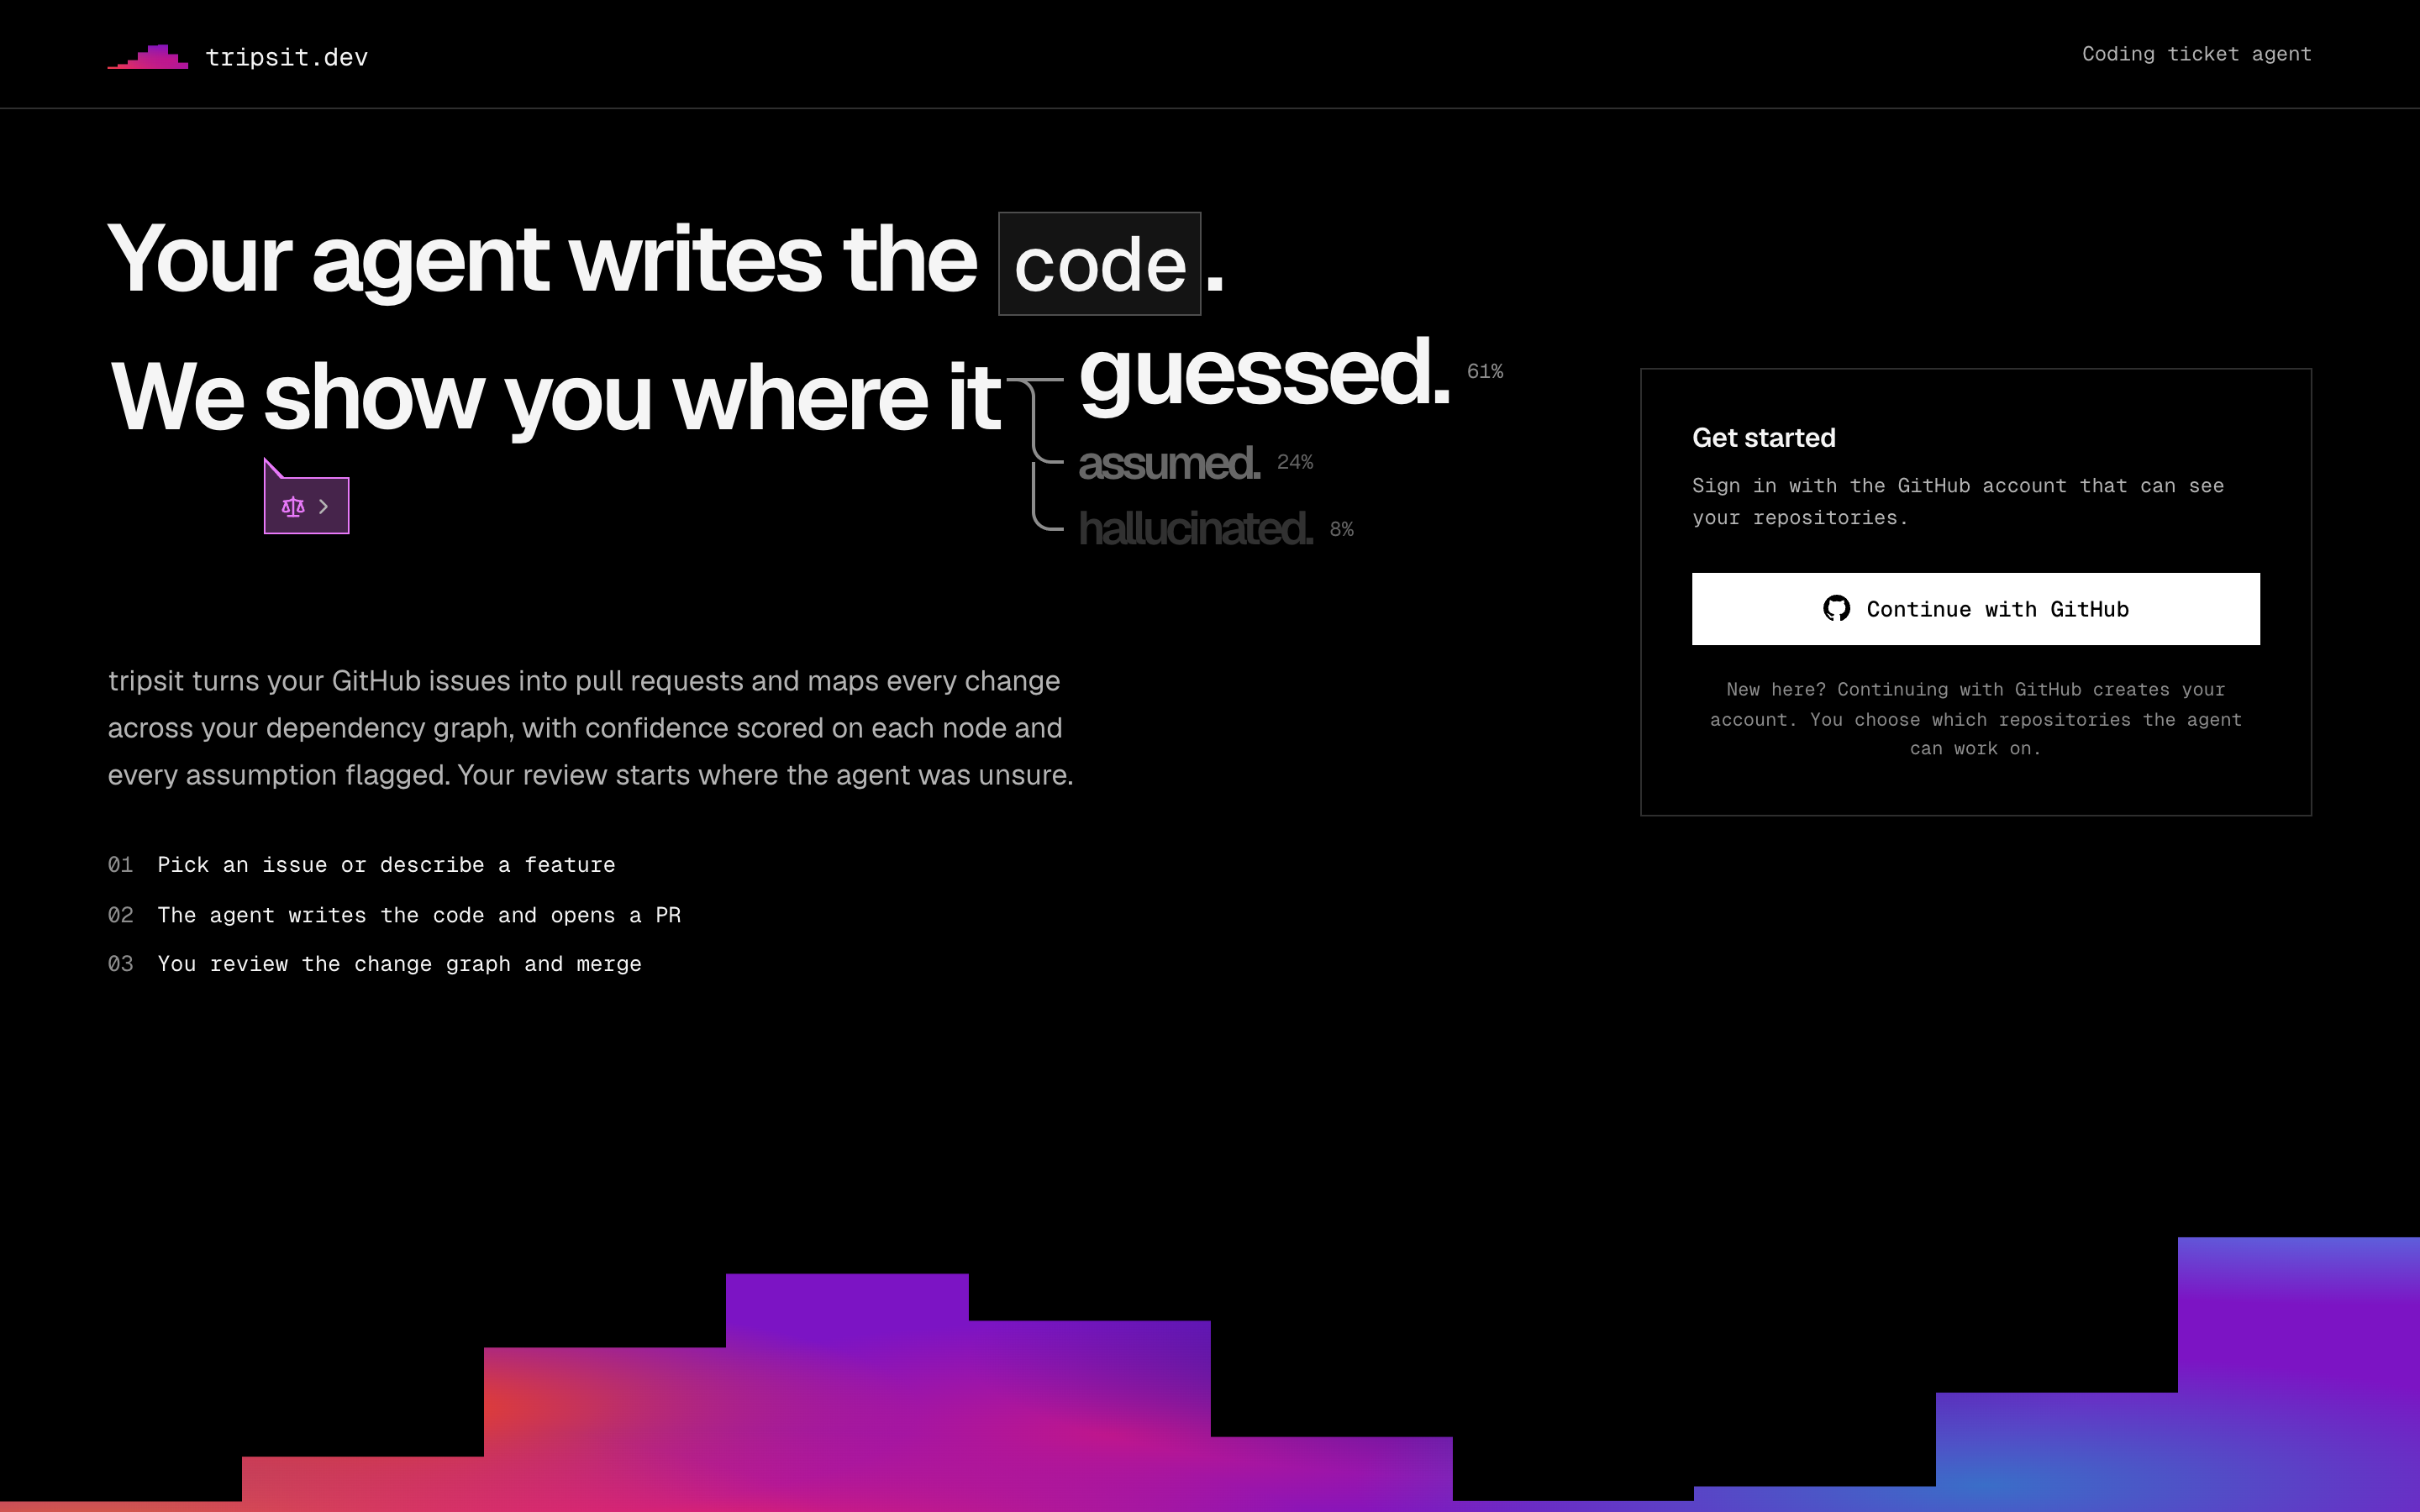 tripsit.dev
Coding ticket agent
Your agent writes the code.
We show you where it guessed. 61%
assumed. 24%
hallucinated. 8%
tripsit turns your GitHub issues into pull requests and maps every change
across your dependency graph, with confidence scored on each node and
every assumption flagged. Your review starts where the agent was unsure.
01 Pick an issue or describe a feature
02 The agent writes the code and opens a PR
03 You review the change graph and merge
Get started
Sign in with the GitHub account that can see
your repositories.
Continue with GitHub
New here? Continuing with GitHub creates your
account. You choose which repositories the agent
can work on.